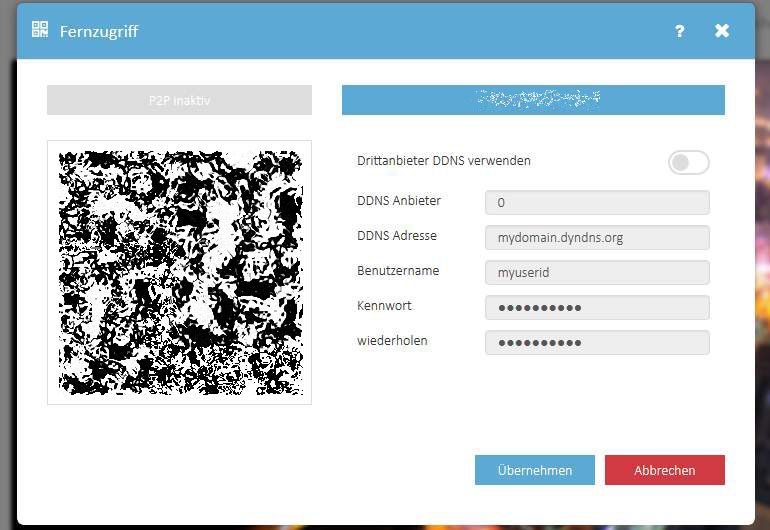 Fernzugriff
?
P2P inaktiv
Drittanbieter DDNS verwenden
DDNS Anbieter 0
DDNS Adresse mydomain.dyndns.org
Benutzername myuserid
Kennwort ●●●●●●●●●●
wiederholen ●●●●●●●●●●
Übernehmen Abbrechen